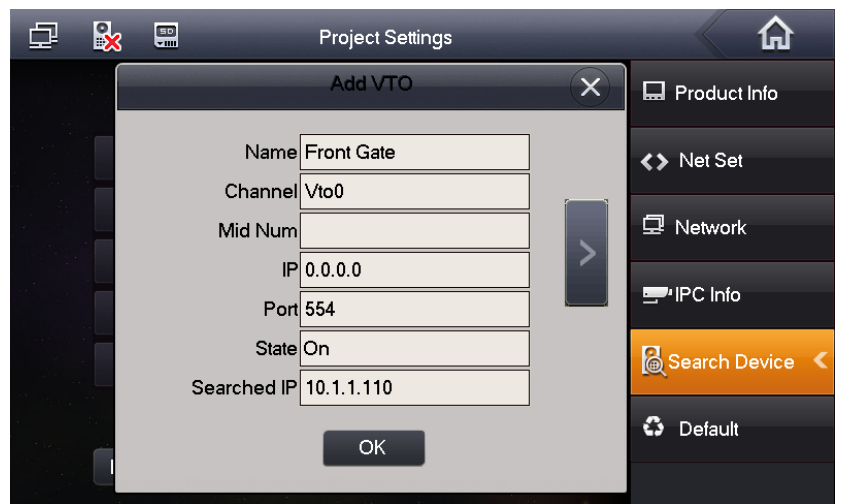 SD
Project Settings
Add VTO
Name Front Gate
Channel Vto0
Mid Num
IP 0.0.0.0
Port 554
State On
Searched IP 10.1.1.110
OK
Product Info
Net Set
Network
IPC Info
Search Device
Default